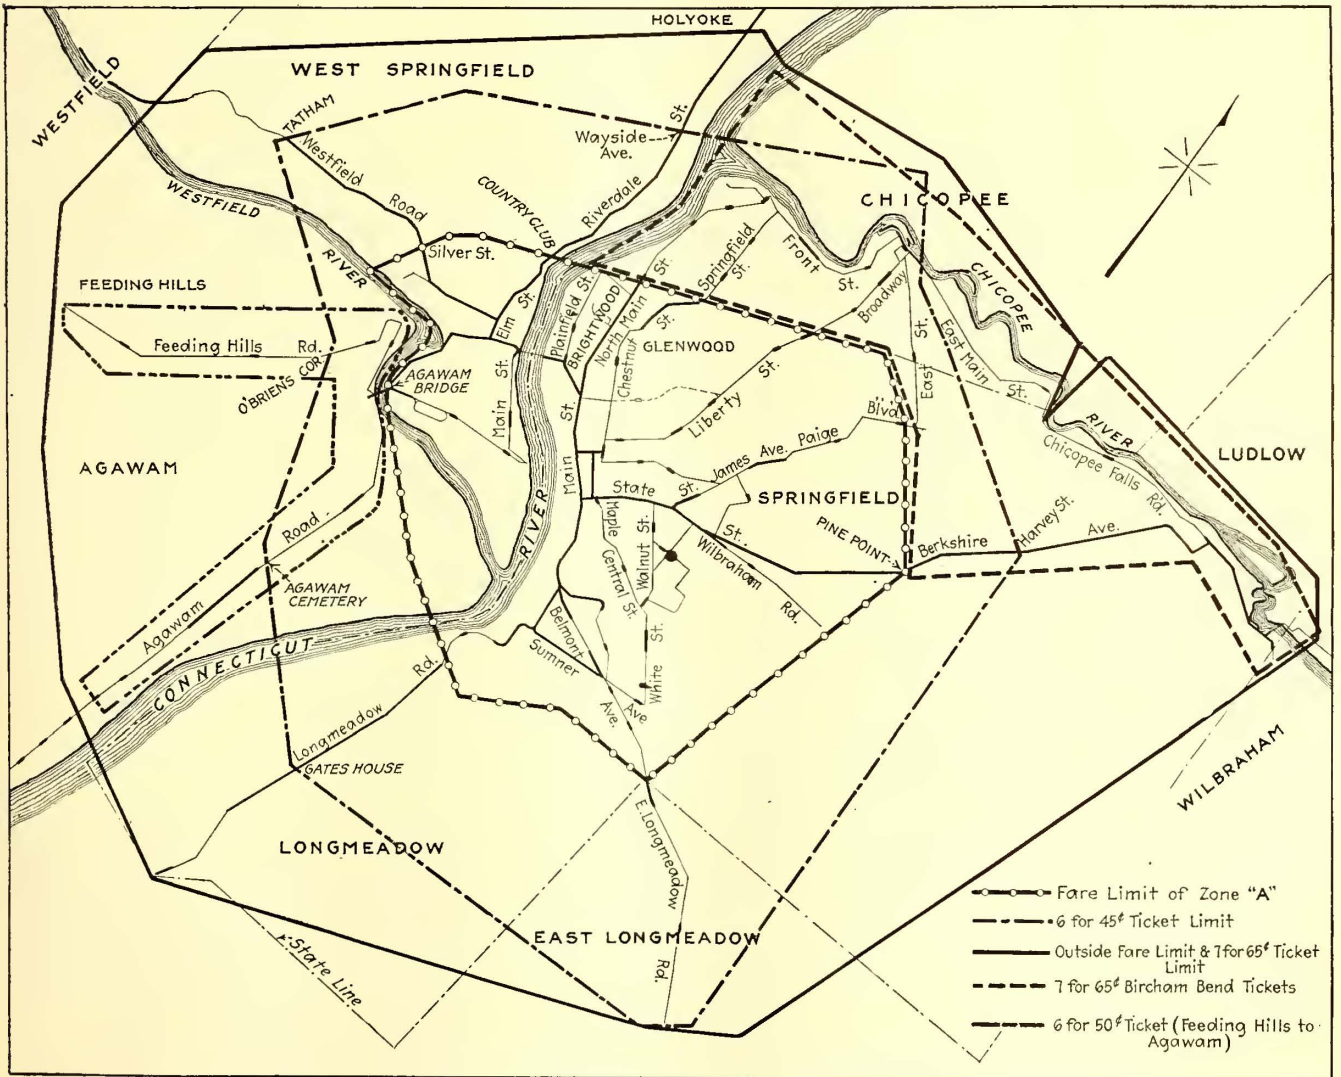 HOLYOKE
WEST SPRINGFIELD
WESTFIELD
TATHAM
Westfield
Road
WESTFIELD
RIVER
Silver St.
COUNTRY CLUB
Riverdale
St.
Wayside
Ave.
CHICOPEE
CHICOPEE
RIVER
Front
St.
Springfield
St.
Broadway
East
St.
East Main
St.
FEEDING HILLS
Feeding Hills Rd.
O'BRIENS COR.
AGAWAM
BRIDGE
Elm St.
Main St.
Plainfield St.
BRIGHTWOOD
North Main
St.
Chestnut
St.
GLENWOOD
Liberty
St.
AGAWAM
Main
St.
James Ave.
Paige
Blvd.
State
St.
St.
SPRINGFIELD
PINE POINT
Berkshire
Ave.
Harvey St.
Chicopee Falls
Rd.
LUDLOW
WILBRAHAM
Maple
Central St.
Walnut St.
Wilbraham
Rd.
White St.
Belmont
Ave.
Sumner
Ave
Agawam
Road
AGAWAM
CEMETERY
CONNECTICUT
RIVER
Longmeadow
Rd.
GATES HOUSE
LONGMEADOW
E. Longmeadow
Rd.
EAST LONGMEADOW
State Line
Fare Limit of Zone "A"
6 for 45¢ Ticket Limit
Outside Fare Limit & 7 for 65¢ Ticket
Limit
7 for 65¢ Bircham Bend Tickets
6 for 50¢ Ticket (Feeding Hills to
Agawam)